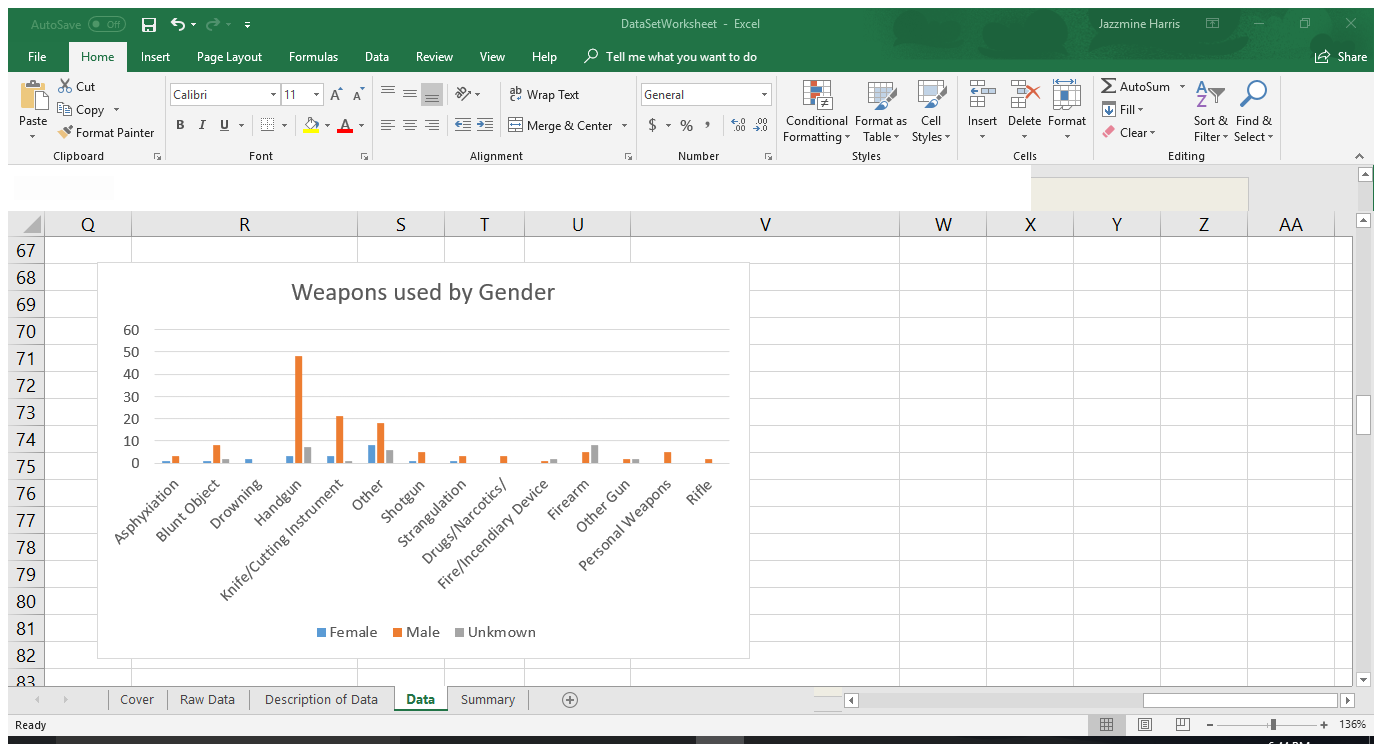 AutoSave Off DataSetWorksheet - Excel Jazzmine Harris
File Home Insert Page Layout Formulas Data Review View Help Tell me what you want to do Share
Paste
Cut
Copy
Format Painter
Clipboard
Calibri 11 A A
B I U A
Font
ab Wrap Text
Merge & Center
Alignment
General
$ % ,
Number
Conditional Formatting
Format as Table
Cell Styles
Styles
Insert Delete Format
Cells
AutoSum
Fill
Clear
Sort & Filter
Find & Select
Editing
Q R S T U V W X Y Z AA
67
68
69
70
71
72
73
74
75
76
77
78
79
80
81
82
83
Weapons used by Gender
60
50
40
30
20
10
0
Asphyxiation
Blunt Object
Drowning
Handgun
Knife/Cutting Instrument
Other
Shotgun
Strangulation
Drugs/Narcotics/
Fire/Incendiary Device
Firearm
Other Gun
Personal Weapons
Rifle
Female Male Unkmown
Cover Raw Data Description of Data Data Summary
Ready 136%